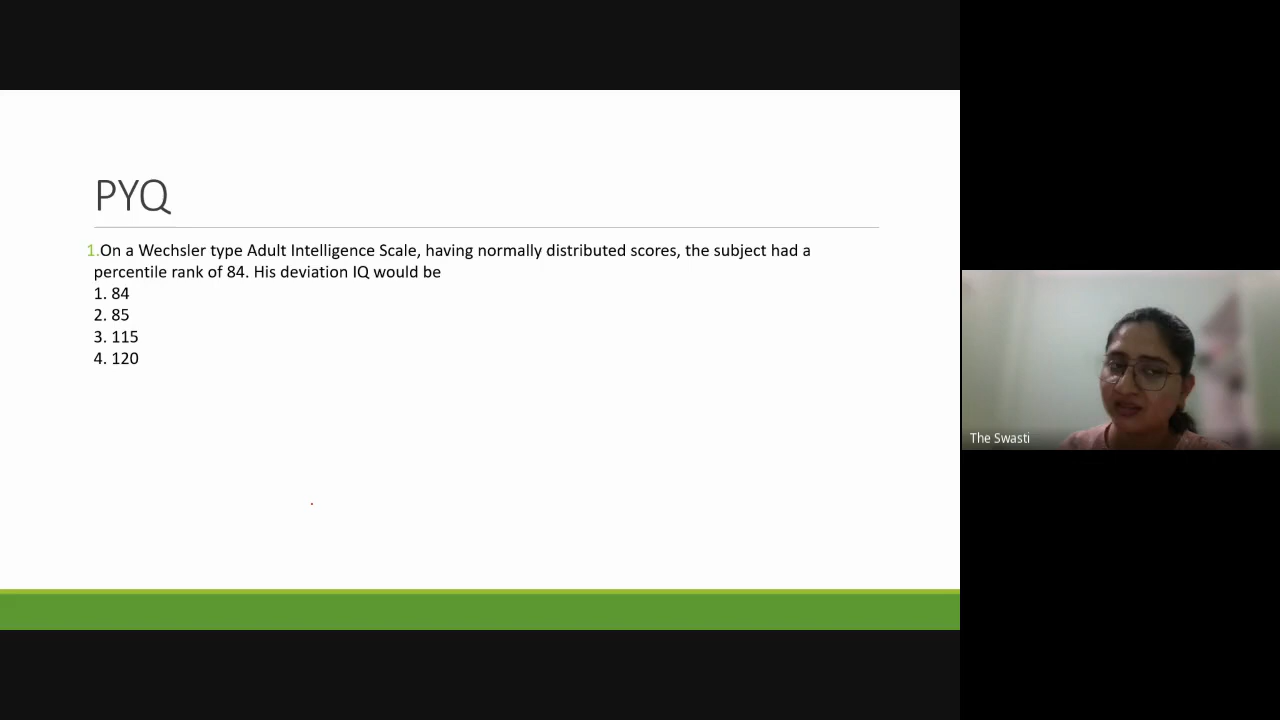 PYQ
1.On a Wechsler type Adult Intelligence Scale, having normally distributed scores, the subject had a
percentile rank of 84. His deviation IQ would be
1. 84
2. 85
3. 115
4. 120
The Swasti